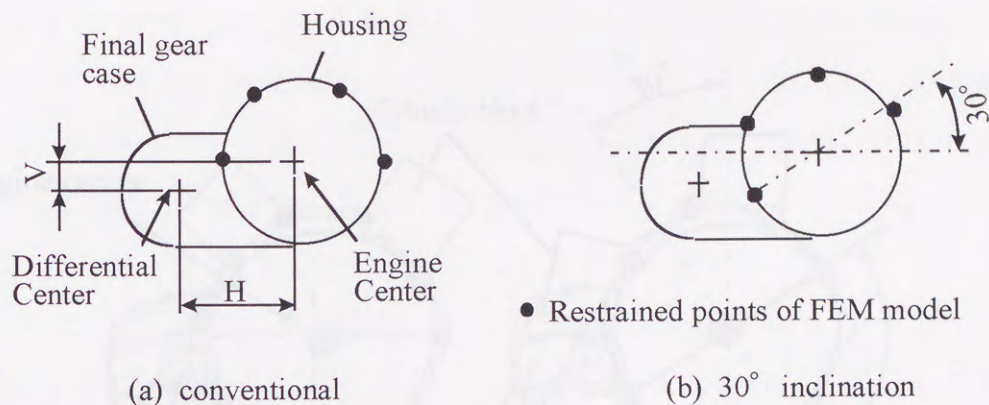 Housing
Final gear
case
V
Differential
Center
H
Engine
Center
(a) conventional
30°
● Restrained points of FEM model
(b) 30° inclination